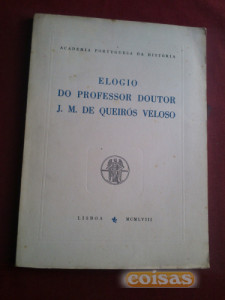 ACADEMIA PORTUGUESA DA HISTÓRIA
ELOGIO
DO PROFESSOR DOUTOR
J. M. DE QUEIRÓS VELOSO
LISBOA MCMLVIII
coisas